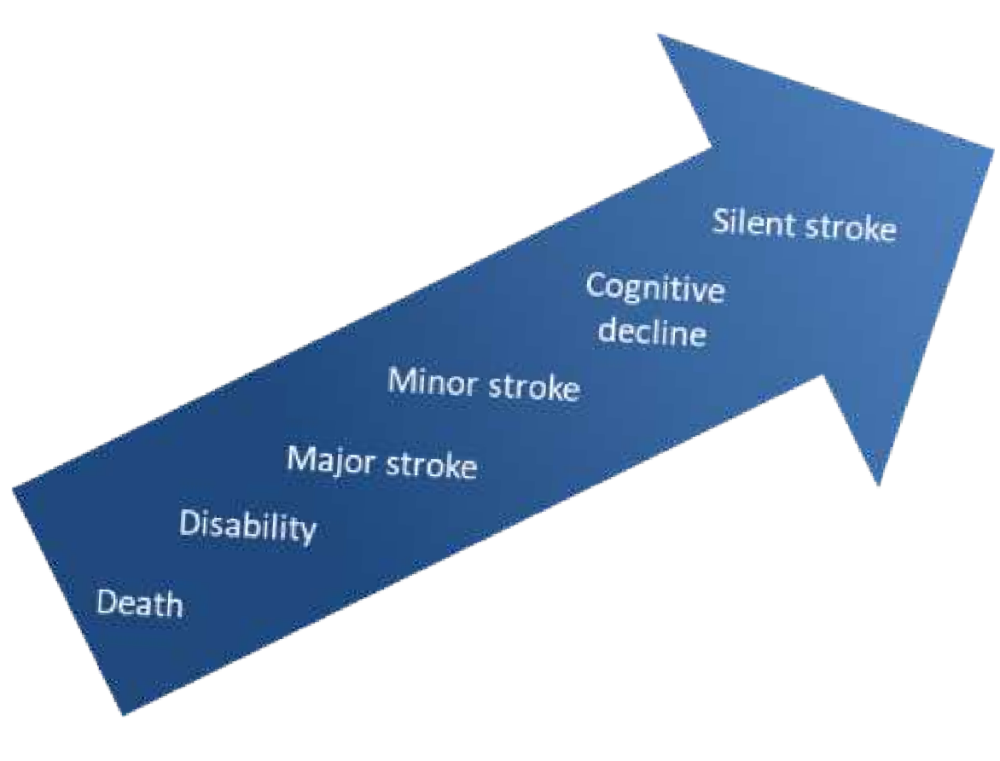 Silent stroke
Cognitive
decline
Minor stroke
Major stroke
Disability
Death